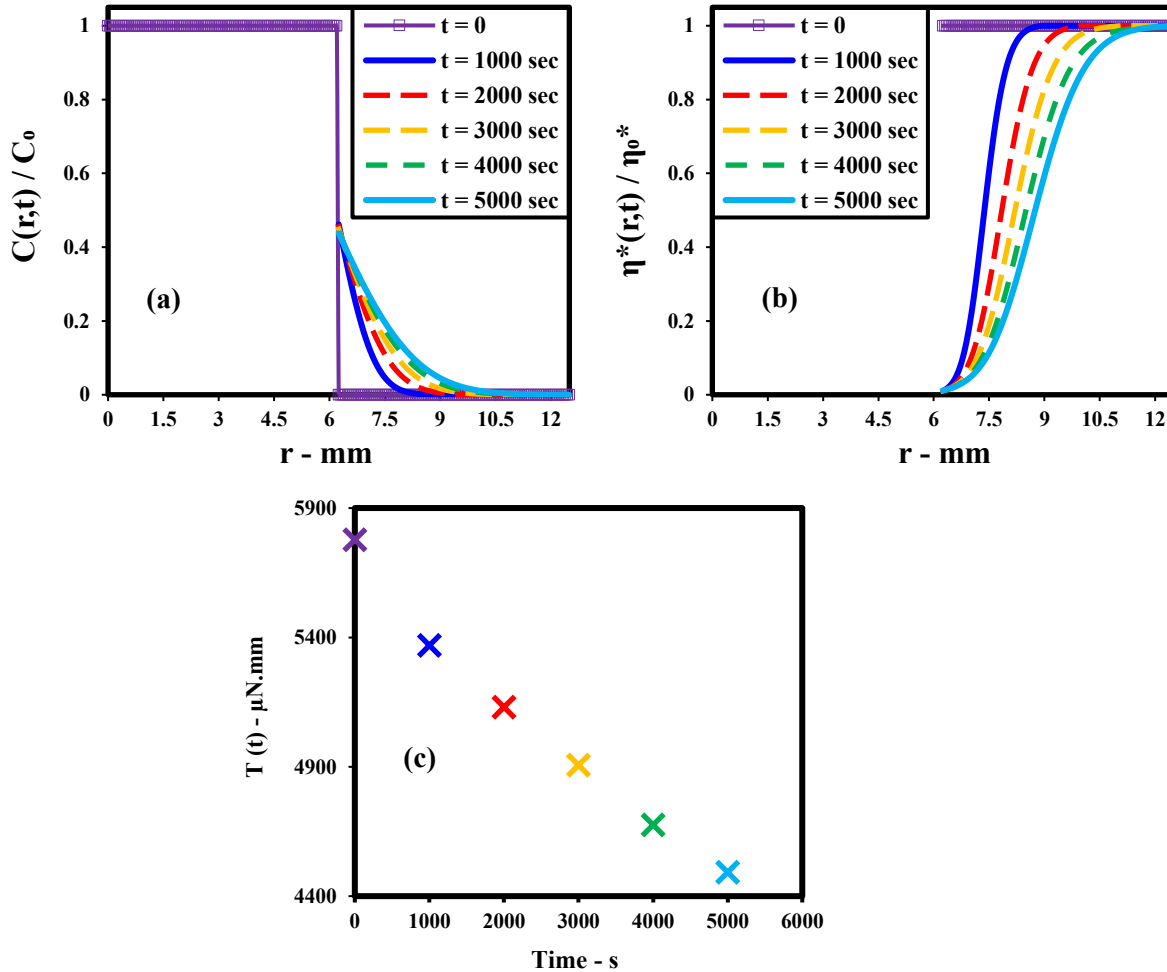 C(r,t) / C₀
1
0.8
0.6
0.4
0.2
0
0 1.5 3 4.5 6 7.5 9 10.5 12
r - mm
(a)
t = 0
t = 1000 sec
t = 2000 sec
t = 3000 sec
t = 4000 sec
t = 5000 sec
η*(r,t) / η₀*
1
0.8
0.6
0.4
0.2
0
0 1.5 3 4.5 6 7.5 9 10.5 12
r - mm
(b)
t = 0
t = 1000 sec
t = 2000 sec
t = 3000 sec
t = 4000 sec
t = 5000 sec
T (t) - µN.mm
5900
5400
4900
4400
0 1000 2000 3000 4000 5000 6000
Time - s
(c)